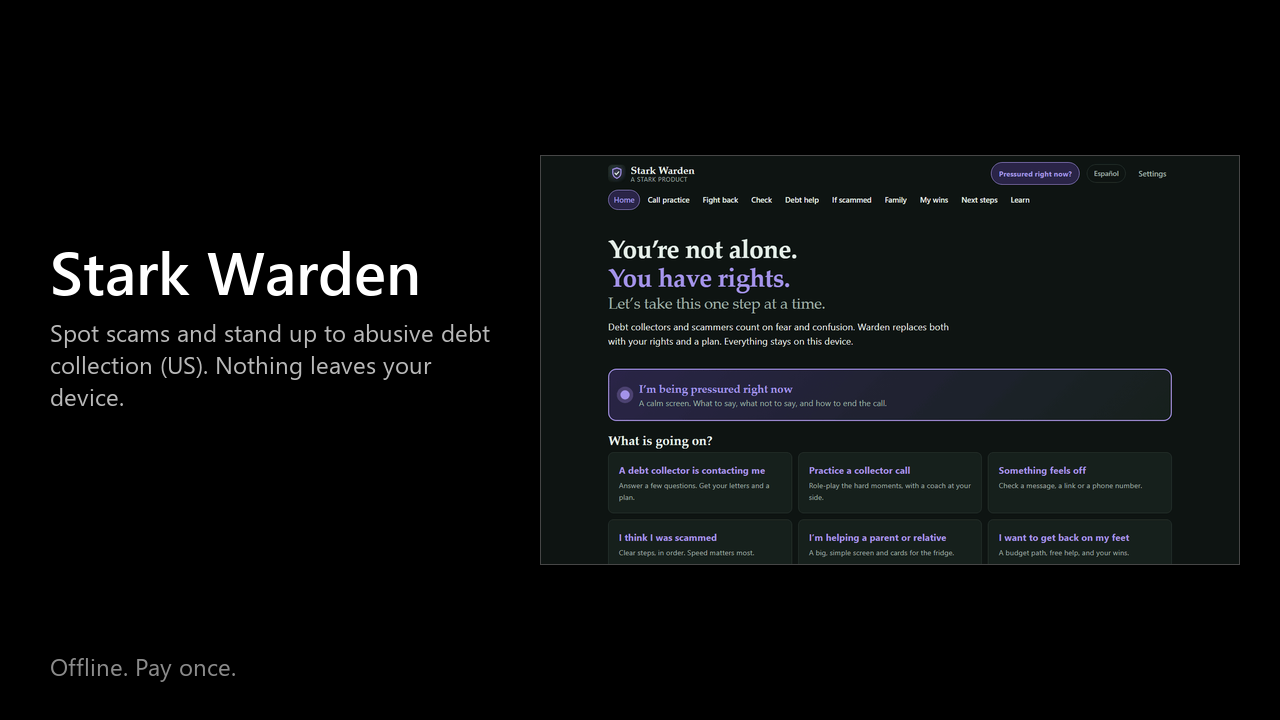 Stark Warden
Spot scams and stand up to abusive debt
collection (US). Nothing leaves your
device.
Offline. Pay once.
Stark Warden
A STARK PRODUCT
Pressured right now?
Español
Settings
Home
Call practice
Fight back
Check
Debt help
If scammed
Family
My wins
Next steps
Learn
You’re not alone.
You have rights.
Let’s take this one step at a time.
Debt collectors and scammers count on fear and confusion. Warden replaces both
with your rights and a plan. Everything stays on this device.
I’m being pressured right now
A calm screen. What to say, what not to say, and how to end the call.
What is going on?
A debt collector is contacting me
Answer a few questions. Get your letters and a
plan.
Practice a collector call
Role-play the hard moments, with a coach at your
side.
Something feels off
Check a message, a link or a phone number.
I think I was scammed
Clear steps, in order. Speed matters most.
I’m helping a parent or relative
A big, simple screen and cards for the fridge.
I want to get back on my feet
A budget path, free help, and your wins.